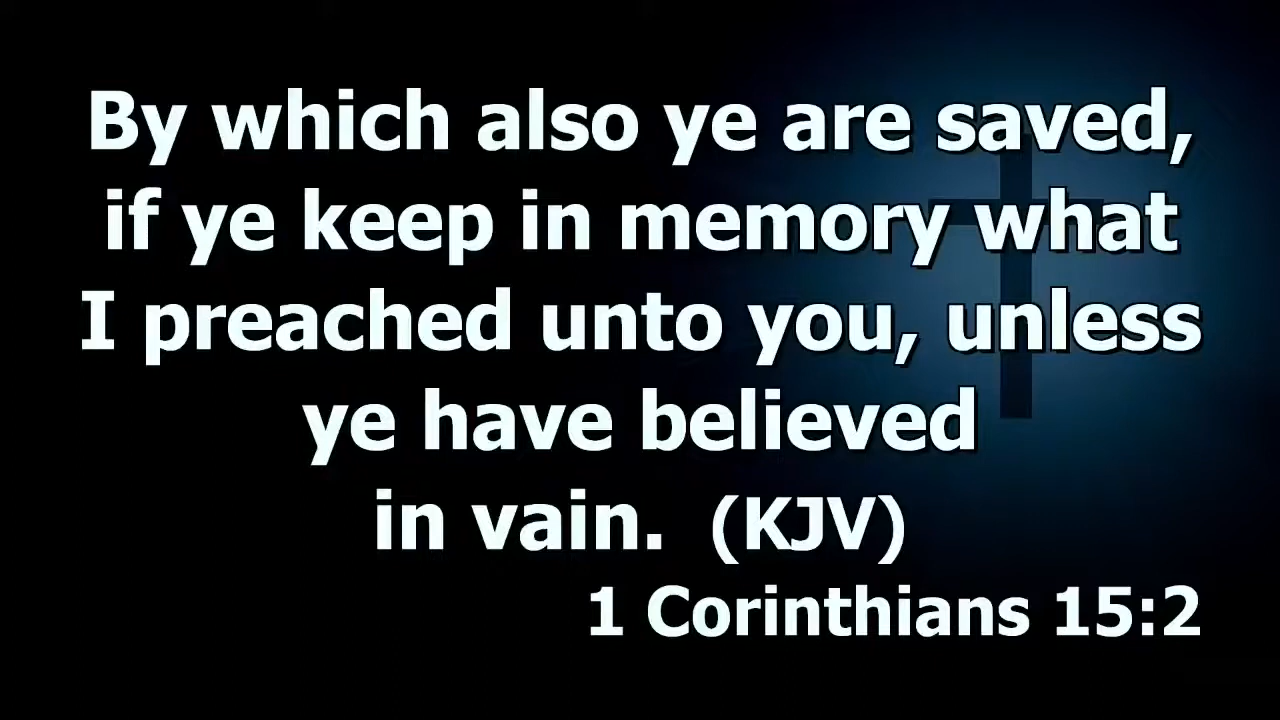 By which also ye are saved,
if ye keep in memory what
I preached unto you, unless
ye have believed
in vain.  (KJV)
1 Corinthians 15:2